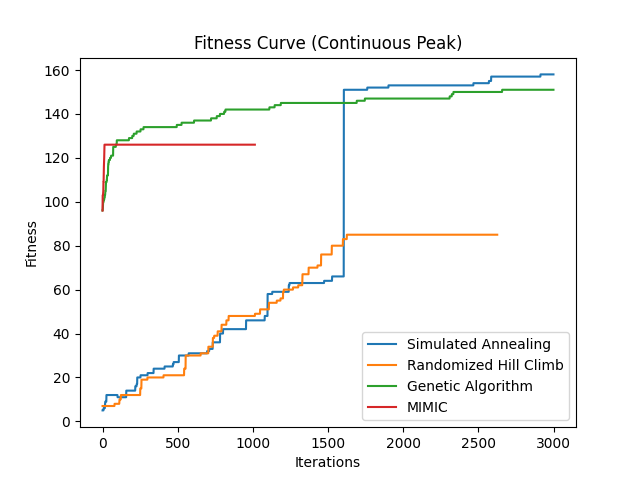 Fitness Curve (Continuous Peak)
160
140
120
100
80
60
40
20
0
Fitness
0 500 1000 1500 2000 2500 3000
Iterations
Simulated Annealing
Randomized Hill Climb
Genetic Algorithm
MIMIC